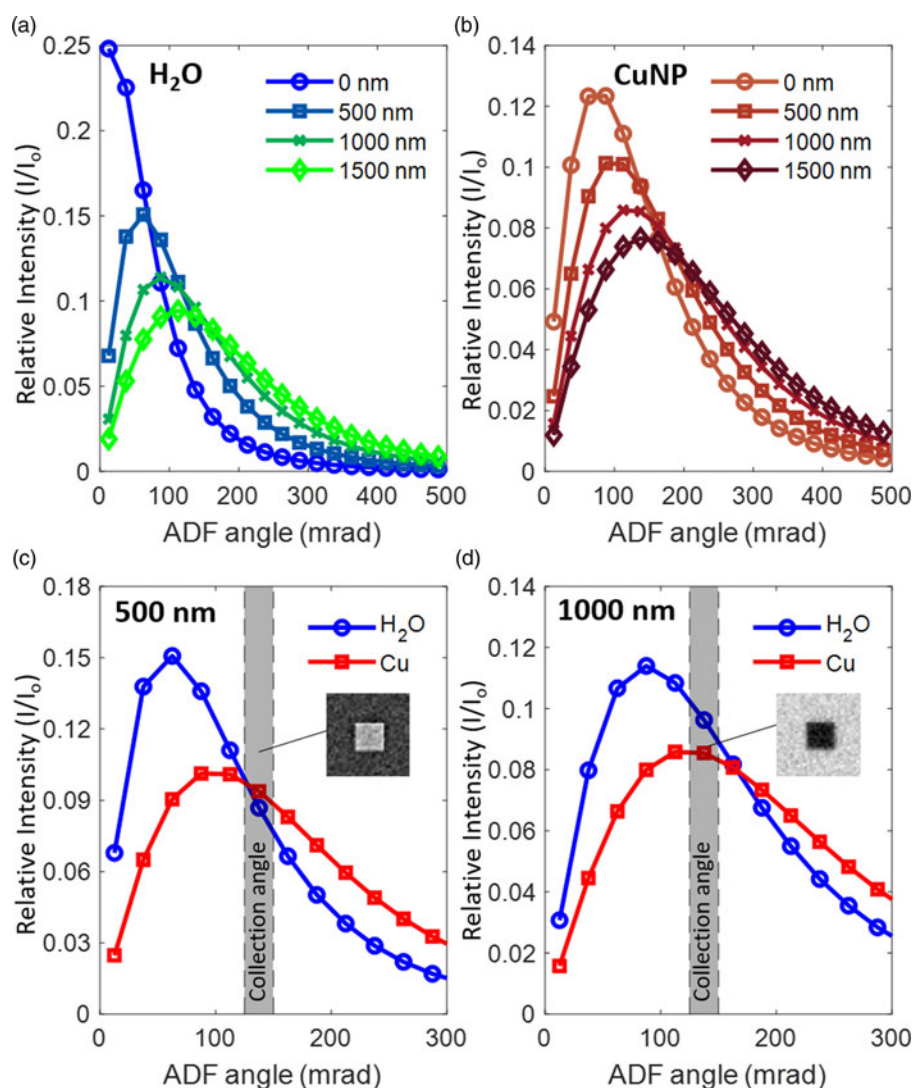 (a)
H₂O
0 nm
500 nm
1000 nm
1500 nm
0.25
0.2
0.15
0.1
0.05
0
Relative Intensity (I/Iₒ)
0 100 200 300 400 500
ADF angle (mrad)
(b)
CuNP
0 nm
500 nm
1000 nm
1500 nm
0.14
0.12
0.1
0.08
0.06
0.04
0.02
0
Relative Intensity (I/Iₒ)
0 100 200 300 400 500
ADF angle (mrad)
(c)
500 nm
H₂O
Cu
0.18
0.15
0.12
0.09
0.06
0.03
0
Relative Intensity (I/Iₒ)
Collection angle
0 100 200 300
ADF angle (mrad)
(d)
1000 nm
H₂O
Cu
0.14
0.12
0.1
0.08
0.06
0.04
0.02
0
Relative Intensity (I/Iₒ)
Collection angle
0 100 200 300
ADF angle (mrad)